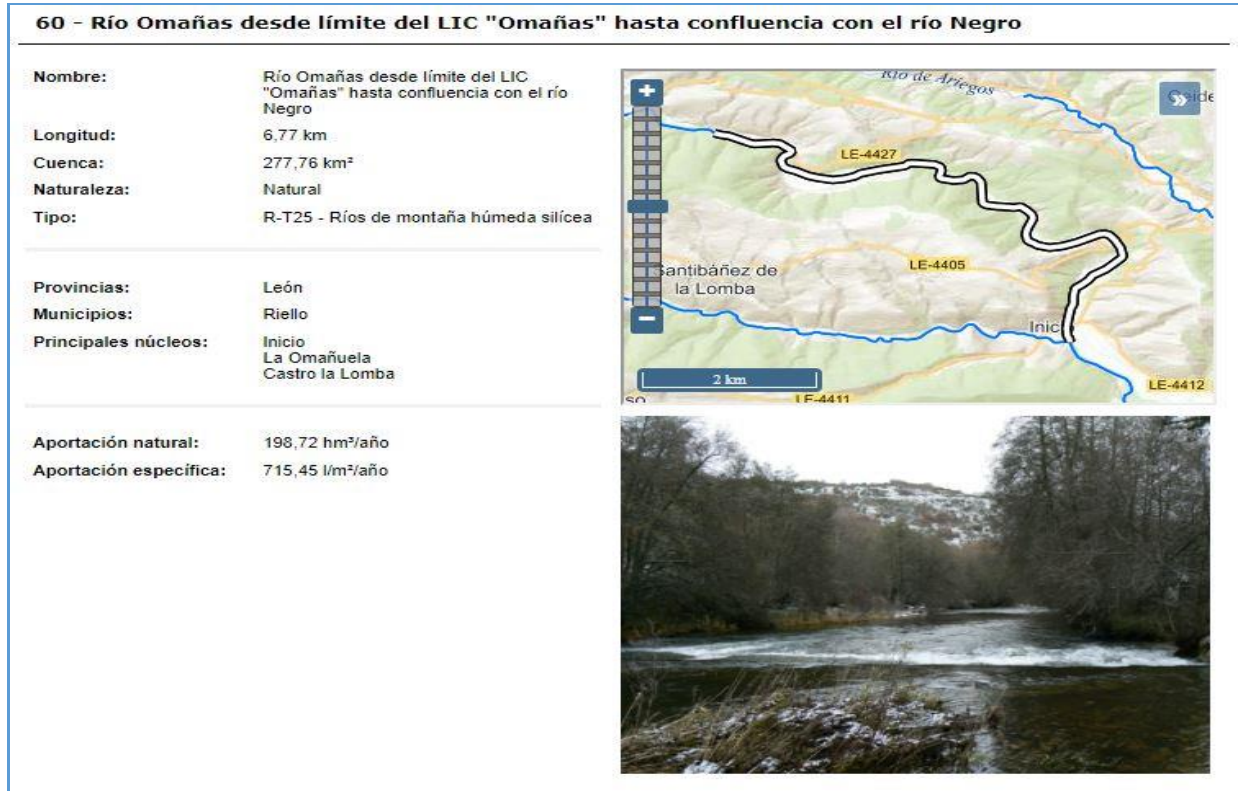 60 - Río Omañas desde límite del LIC "Omañas" hasta confluencia con el río Negro
Nombre: Río Omañas desde límite del LIC
"Omañas" hasta confluencia con el río
Negro
Longitud: 6,77 km
Cuenca: 277,76 km²
Naturaleza: Natural
Tipo: R-T25 - Ríos de montaña húmeda silícea
Provincias: León
Municipios: Riello
Principales núcleos: Inicio
La Omañuela
Castro la Lomba
Aportación natural: 198,72 hm³/año
Aportación específica: 715,45 l/m²/año
Río de Ariegos
+
»
LE-4427
LE-4405
Santibáñez de
la Lomba
−
2 km
LE-4412
LE-4411